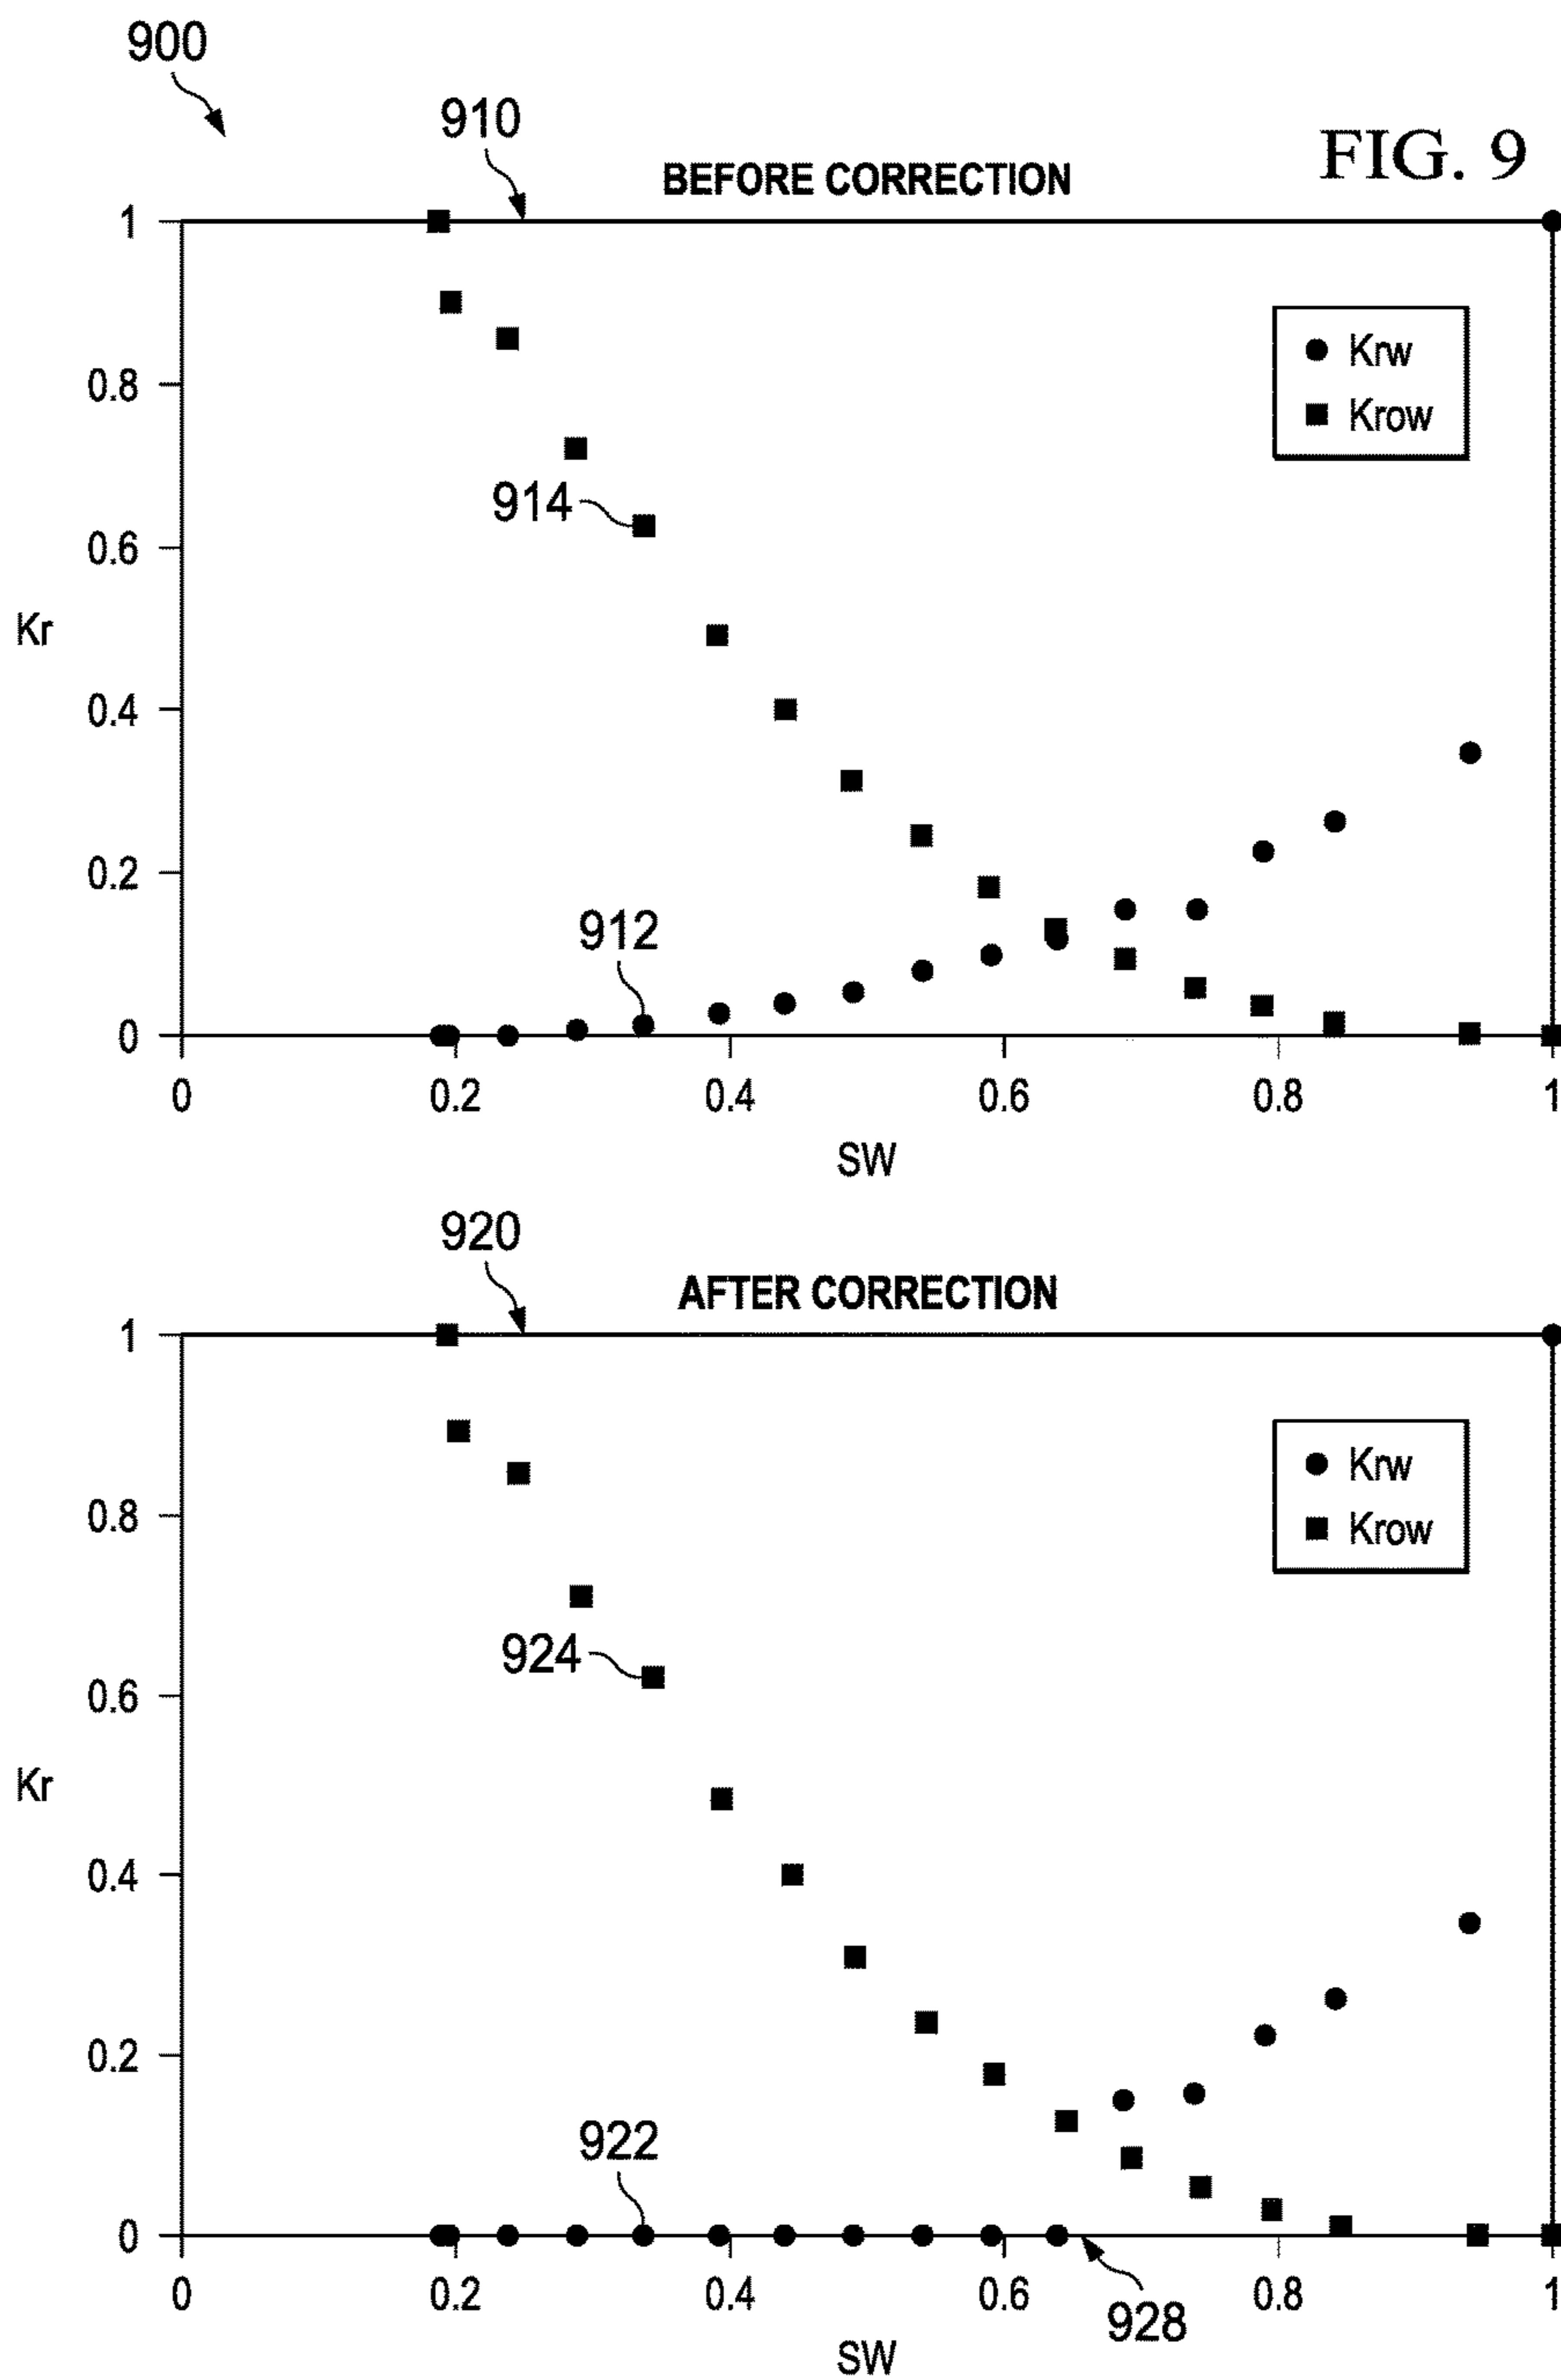 900
910
FIG. 9
BEFORE CORRECTION
1
0.8
0.6
0.4
0.2
0
Kr
Krw
Krow
914
912
0
0.2
0.4
0.6
0.8
1
SW
920
AFTER CORRECTION
1
0.8
0.6
0.4
0.2
0
Kr
Krw
Krow
924
922
0
0.2
0.4
0.6
0.8
1
928
SW